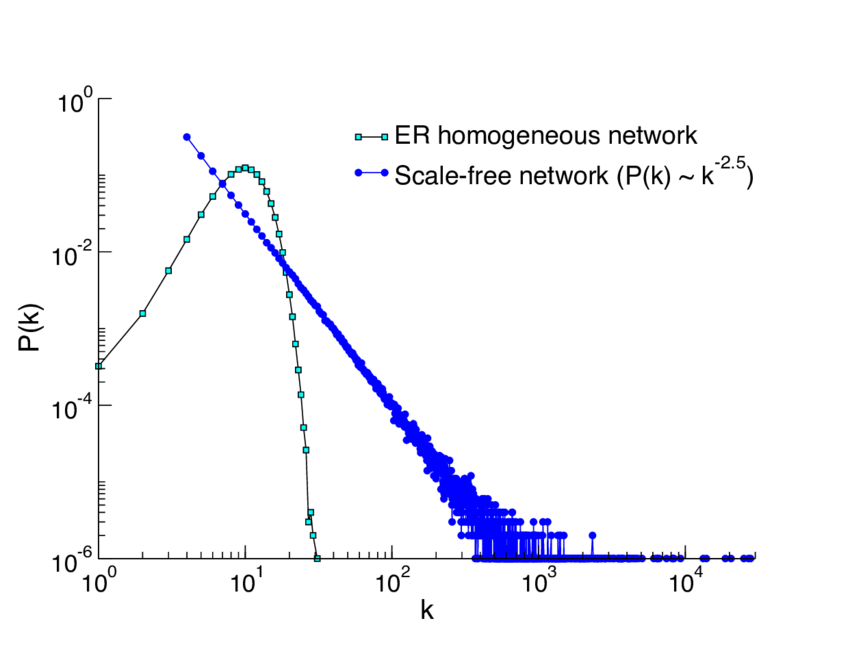 ER homogeneous network
Scale-free network (P(k) ~ k^-2.5)
P(k)
10^0
10^-2
10^-4
10^-6
10^0 10^1 10^2 10^3 10^4
k